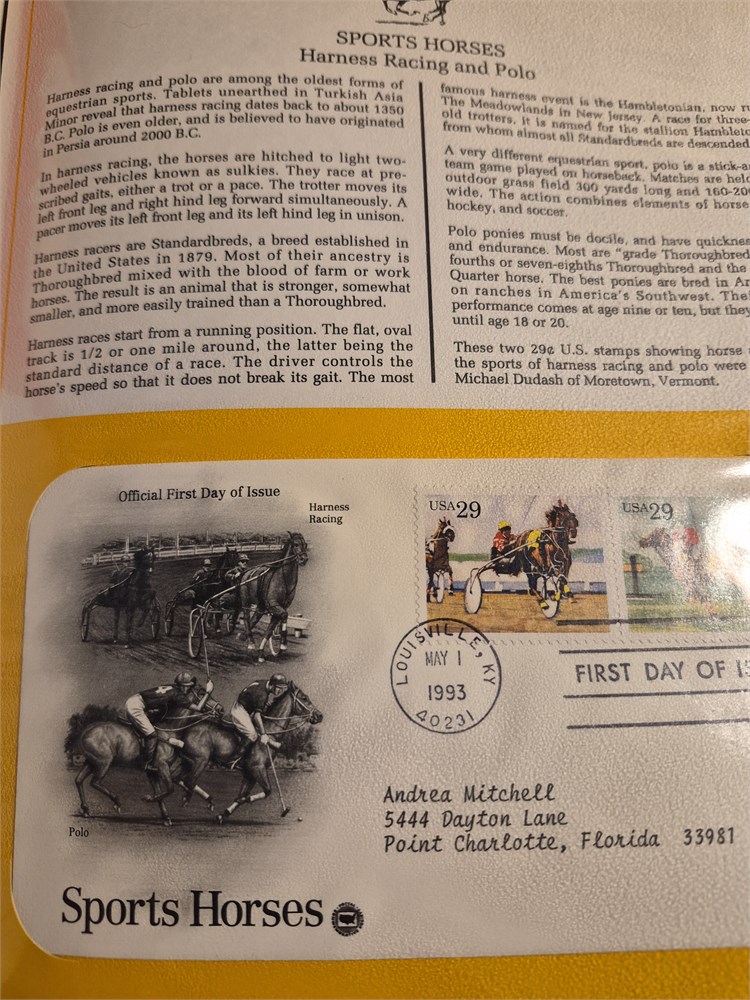 SPORTS HORSES
Harness Racing and Polo
Harness racing and polo are among the oldest forms of
equestrian sports. Tablets unearthed in Turkish Asia
Minor reveal that harness racing dates back to about 1350
B.C. Polo is even older, and is believed to have originated
in Persia around 2000 B.C.
In harness racing, the horses are hitched to light two-
wheeled vehicles known as sulkies. They race at pre-
scribed gaits, either a trot or a pace. The trotter moves its
left front leg and right hind leg forward simultaneously. A
pacer moves its left front leg and its left hind leg in unison.
Harness racers are Standardbreds, a breed established in
the United States in 1879. Most of their ancestry is
Thoroughbred mixed with the blood of farm or work
horses. The result is an animal that is stronger, somewhat
smaller, and more easily trained than a Thoroughbred.
Harness races start from a running position. The flat, oval
track is 1/2 or one mile around, the latter being the
standard distance of a race. The driver controls the
horse's speed so that it does not break its gait. The most
famous harness event is the Hambletonian, now
The Meadowlands in New Jersey. A race for three-
old trotters, it is named for the stallion
from whom almost all Standardbreds are descended
A very different equestrian sport, polo is a
team game played on horseback. Matches are
outdoor grass field 300 yards long and
wide. The action combines elements of horse
hockey, and soccer.
Polo ponies must be docile, and have
and endurance. Most are "grade
fourths or seven-eighths Thoroughbred and the
Quarter horse. The best ponies are bred in
on ranches in America's Southwest.
performance comes at age nine or ten, but they
until age 18 or 20.
These two 29¢ U.S. stamps showing horse
the sports of harness racing and polo were
Michael Dudash of Moretown, Vermont.
Official First Day of Issue
Harness
Racing
Polo
Sports Horses
USA 29
USA 29
LOUISVILLE, KY
MAY 1
1993
40231
FIRST DAY OF
Andrea Mitchell
5444 Dayton Lane
Point Charlotte, Florida 33981